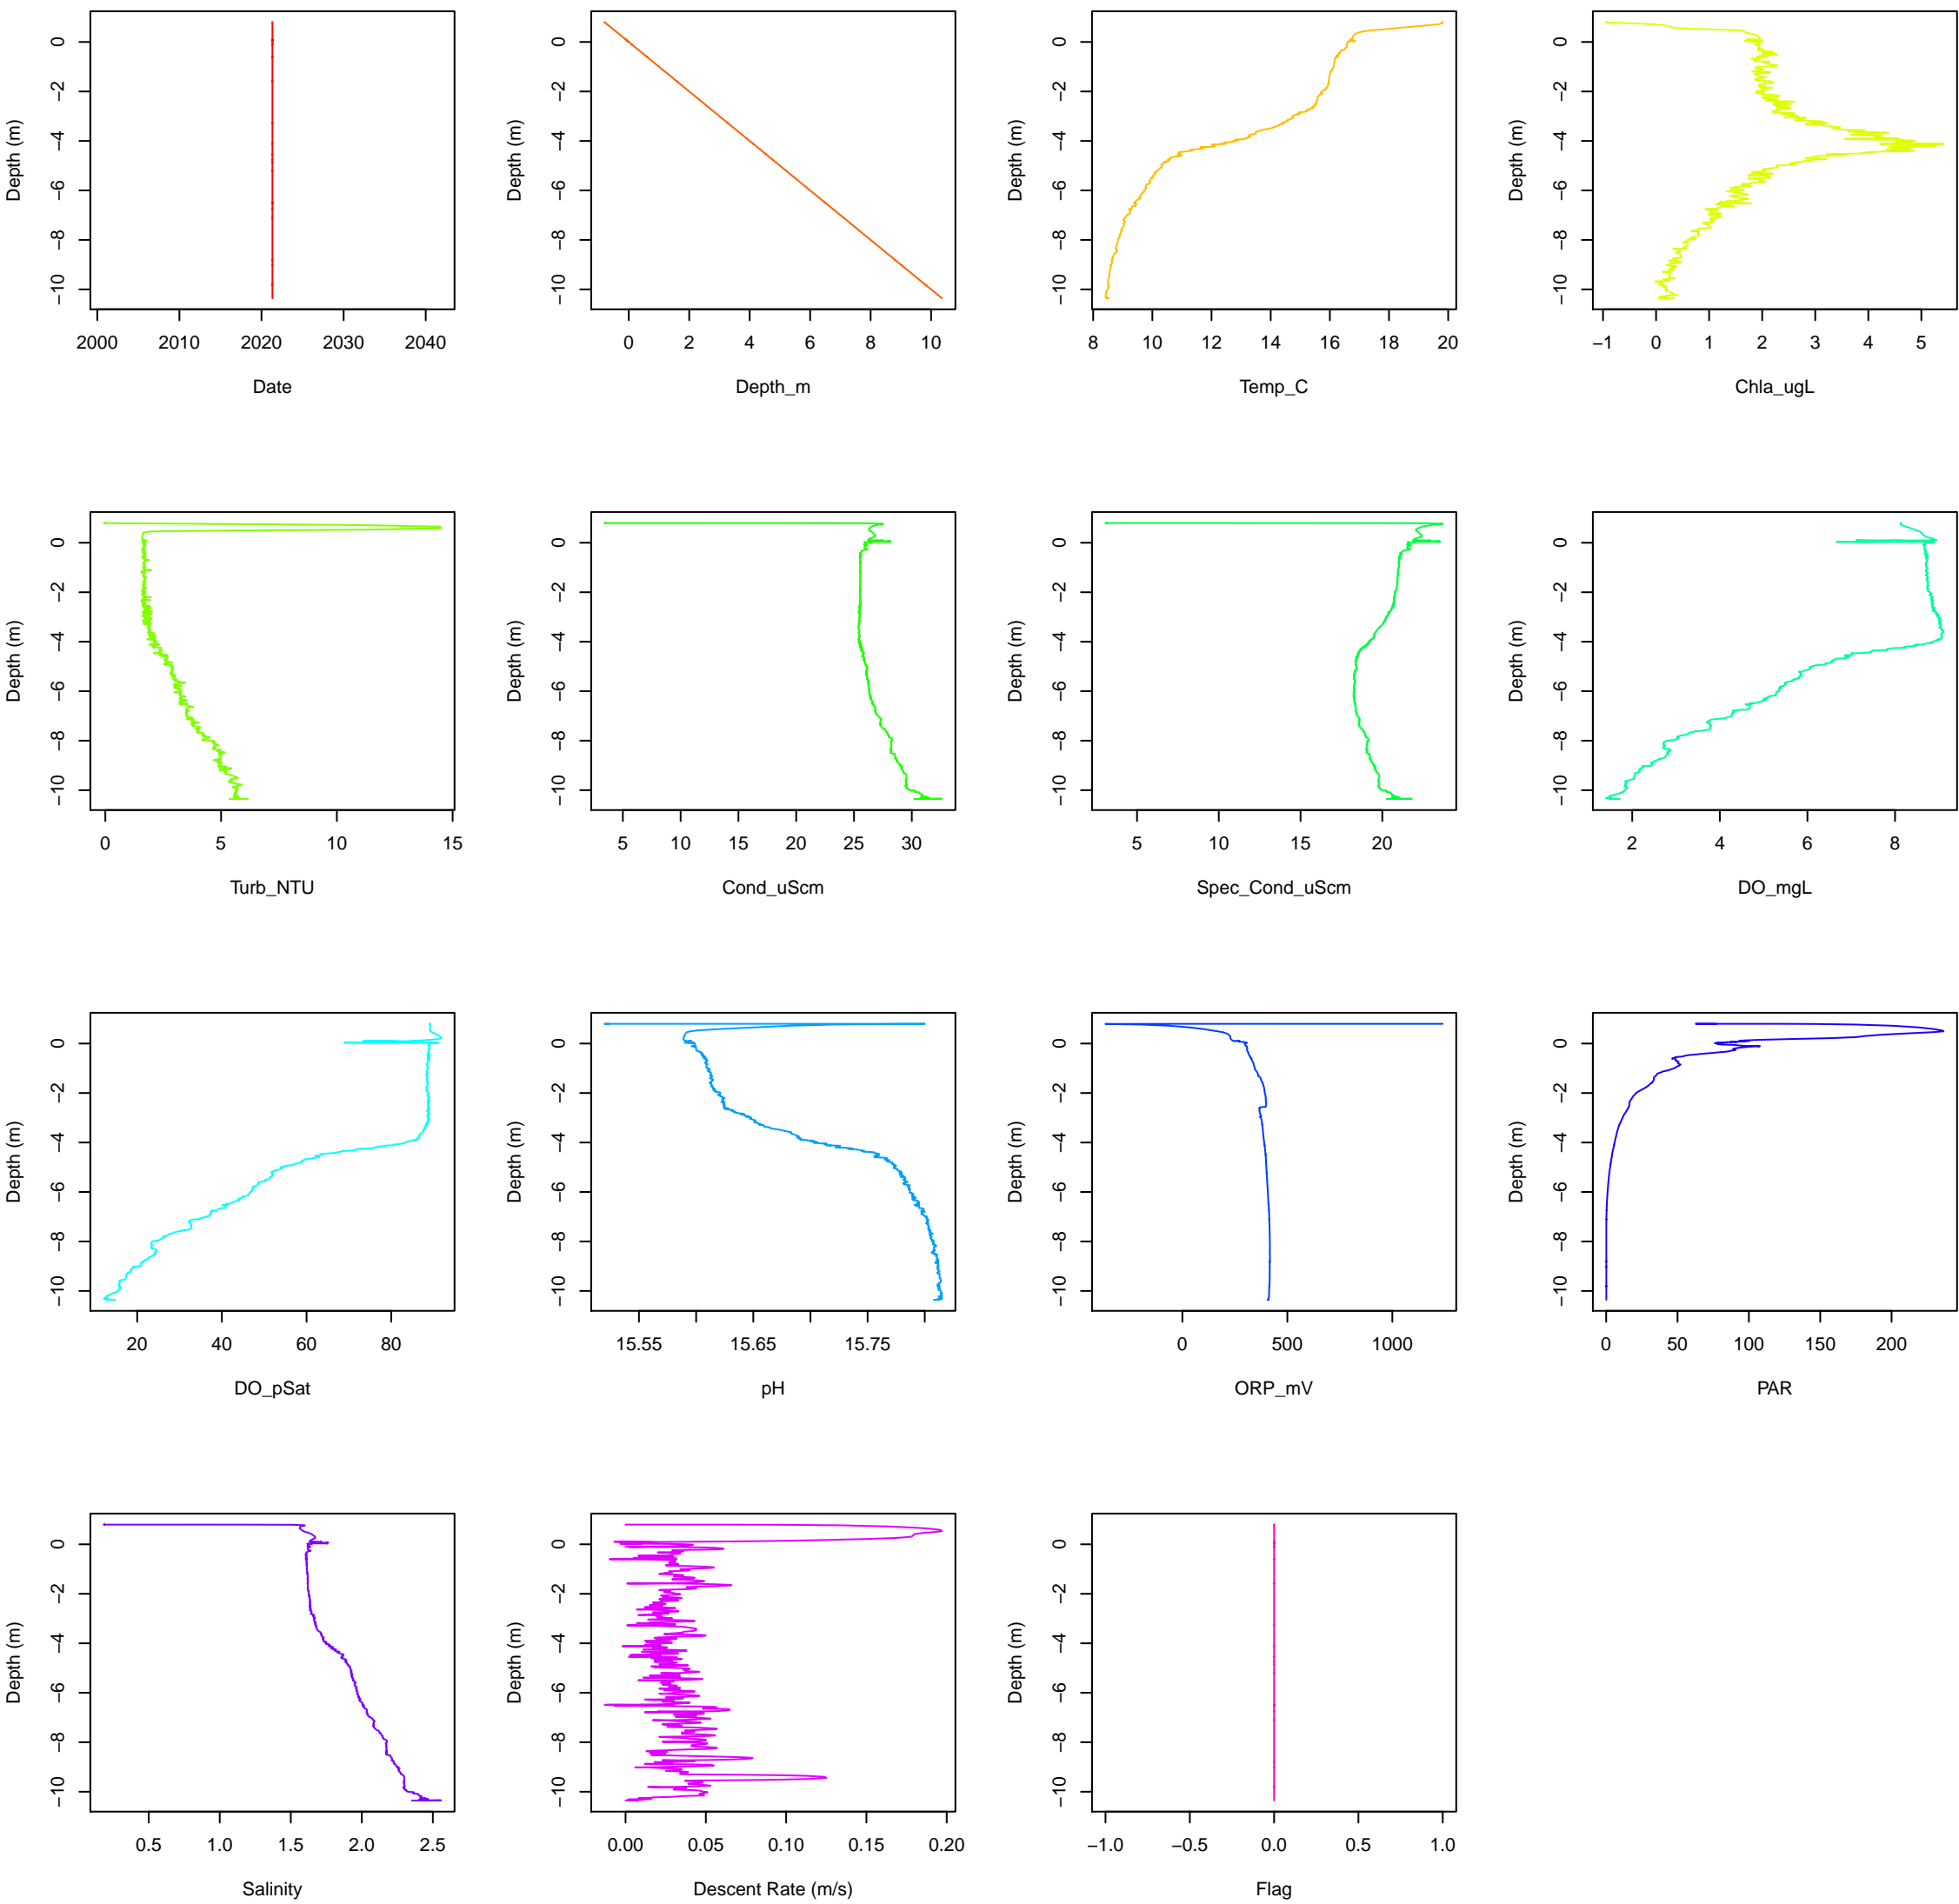 Depth (m)
0
−2
−4
−6
−8
−10
2000 2010 2020 2030 2040
Date
Depth (m)
0
−2
−4
−6
−8
−10
0 2 4 6 8 10
Depth_m
Depth (m)
0
−2
−4
−6
−8
−10
8 10 12 14 16 18 20
Temp_C
Depth (m)
0
−2
−4
−6
−8
−10
−1 0 1 2 3 4 5
Chla_ugL
Depth (m)
0
−2
−4
−6
−8
−10
0 5 10 15
Turb_NTU
Depth (m)
0
−2
−4
−6
−8
−10
5 10 15 20 25 30
Cond_uScm
Depth (m)
0
−2
−4
−6
−8
−10
5 10 15 20
Spec_Cond_uScm
Depth (m)
0
−2
−4
−6
−8
−10
2 4 6 8
DO_mgL
Depth (m)
0
−2
−4
−6
−8
−10
20 40 60 80
DO_pSat
Depth (m)
0
−2
−4
−6
−8
−10
15.55 15.65 15.75
pH
Depth (m)
0
−2
−4
−6
−8
−10
0 500 1000
ORP_mV
Depth (m)
0
−2
−4
−6
−8
−10
0 50 100 150 200
PAR
Depth (m)
0
−2
−4
−6
−8
−10
0.5 1.0 1.5 2.0 2.5
Salinity
Depth (m)
0
−2
−4
−6
−8
−10
0.00 0.05 0.10 0.15 0.20
Descent Rate (m/s)
Depth (m)
0
−2
−4
−6
−8
−10
−1.0 −0.5 0.0 0.5 1.0
Flag